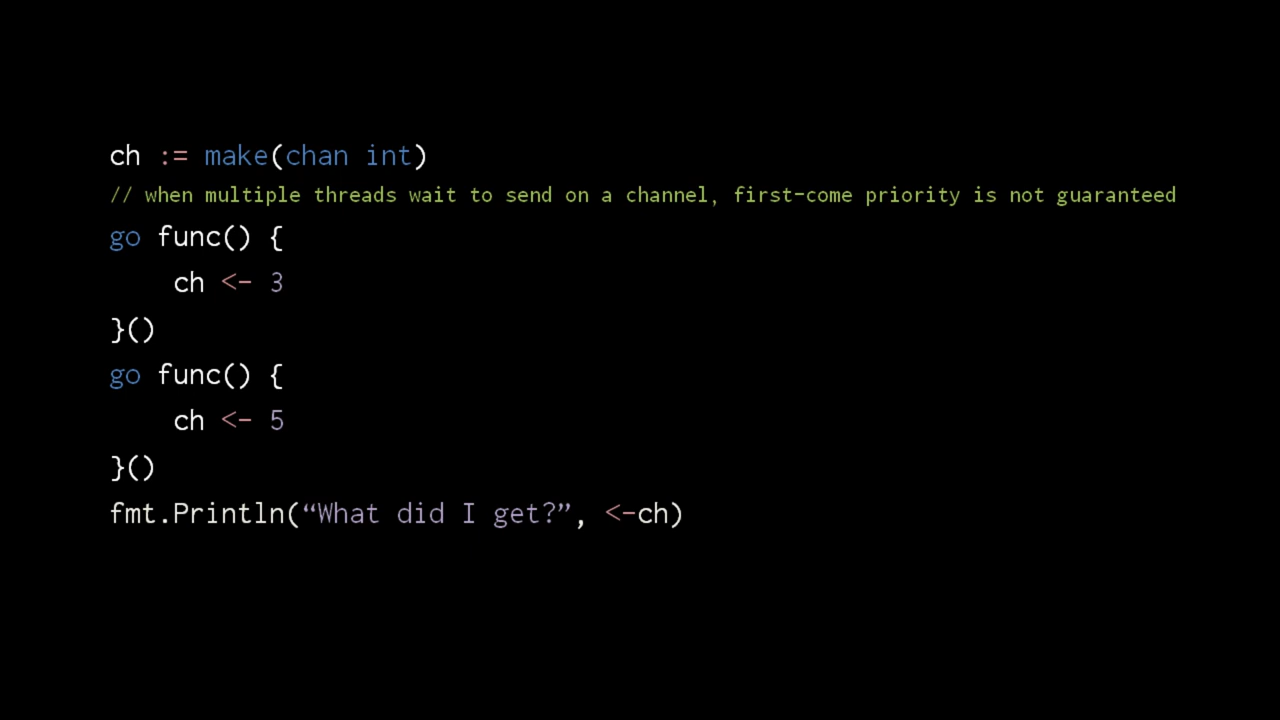 ch := make(chan int)
// when multiple threads wait to send on a channel, first-come priority is not guaranteed
go func() {
    ch <- 3
}()
go func() {
    ch <- 5
}()
fmt.Println(“What did I get?”, <-ch)